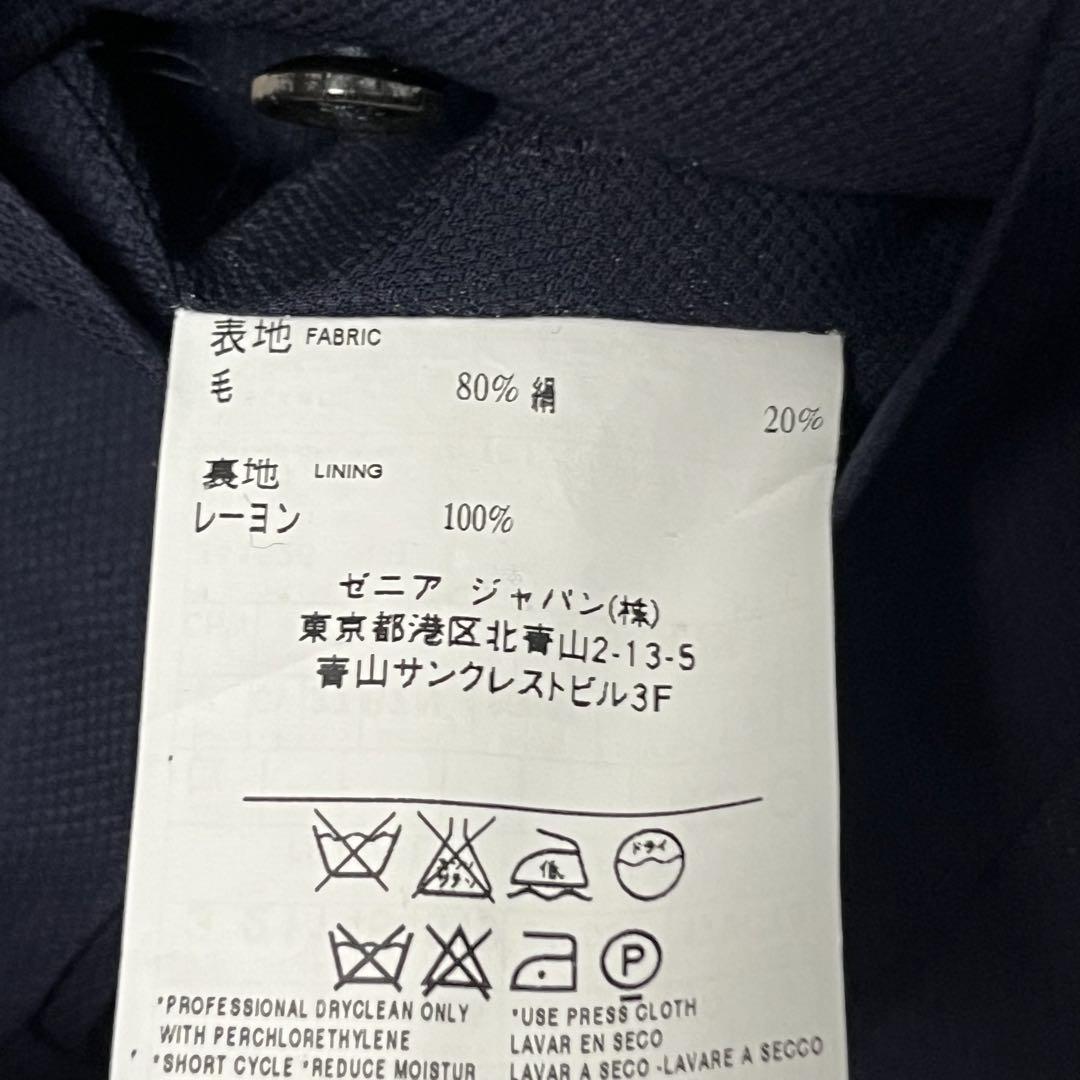 表地 FABRIC
毛 80% 絹 20%
裏地 LINING
レーヨン 100%
ゼニア ジャパン(株)
東京都港区北青山2-13-5
青山サンクレストビル3F
低 ドライ
P
*PROFESSIONAL DRYCLEAN ONLY *USE PRESS CLOTH
WITH PERCHLORETHYLENE LAVAR EN SECO
*SHORT CYCLE *REDUCE MOISTUR LAVAR A SECO -LAVARE A SECCO